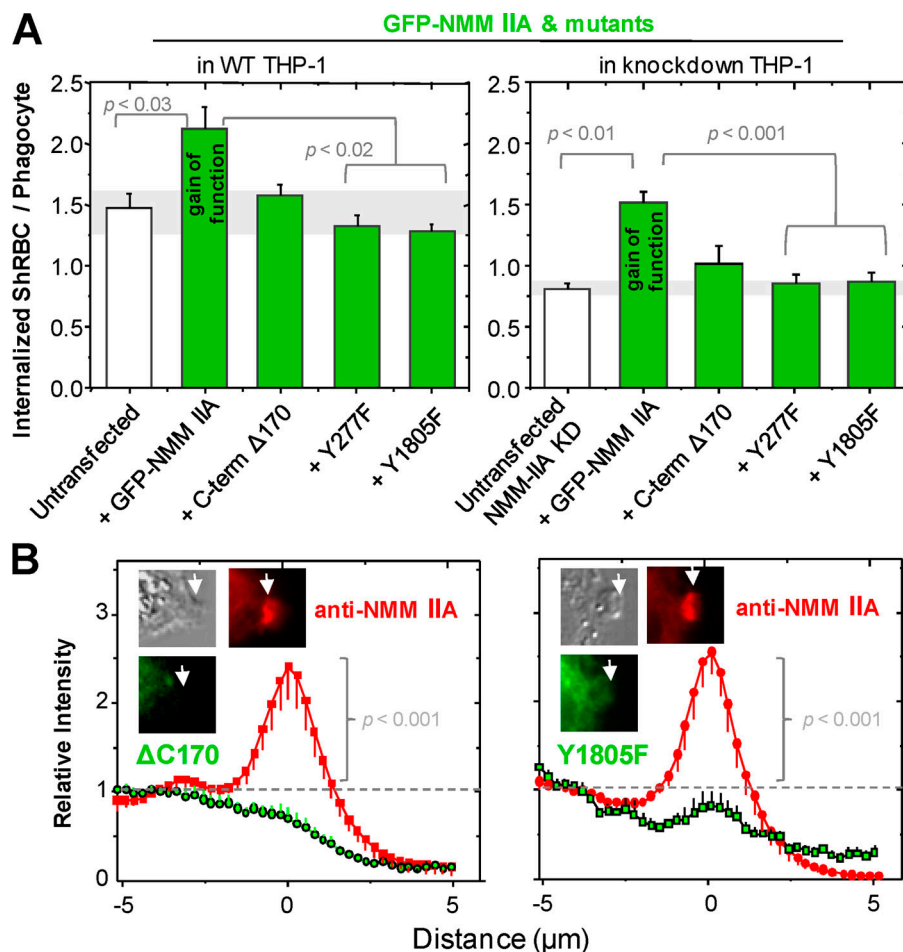 A
GFP-NMM IIA & mutants
in WT THP-1
in knockdown THP-1
Internalized ShRBC / Phagocyte
2.5
2.0
1.5
1.0
0.5
0.0
p < 0.03
p < 0.02
gain of
function
Untransfected
+ GFP-NMM IIA
+ C-term Δ170
+ Y277F
+ Y1805F
2.5
2.0
1.5
1.0
0.5
0.0
p < 0.01
p < 0.001
gain of
function
Untransfected
NMM-IIA KD
+ GFP-NMM IIA
+ C-term Δ170
+ Y277F
+ Y1805F
B
Relative Intensity
3
2
1
0
anti-NMM IIA
p < 0.001
ΔC170
-5
0
5
anti-NMM IIA
p < 0.001
Y1805F
-5
0
5
Distance (µm)